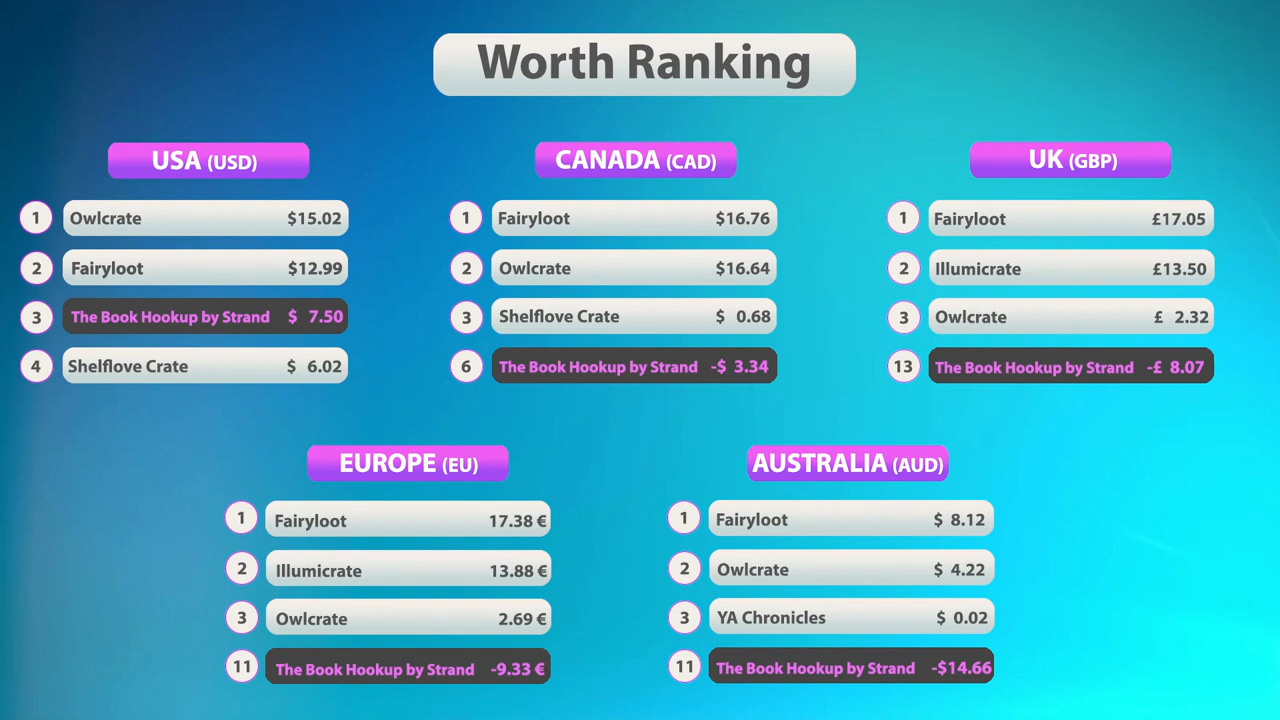 Worth Ranking
USA (USD)
1 Owlcrate $15.02
2 Fairyloot $12.99
3 The Book Hookup by Strand $ 7.50
4 Shelflove Crate $ 6.02
CANADA (CAD)
1 Fairyloot $16.76
2 Owlcrate $16.64
3 Shelflove Crate $ 0.68
6 The Book Hookup by Strand -$ 3.34
UK (GBP)
1 Fairyloot £17.05
2 Illumicrate £13.50
3 Owlcrate £ 2.32
13 The Book Hookup by Strand -£ 8.07
EUROPE (EU)
1 Fairyloot 17.38 €
2 Illumicrate 13.88 €
3 Owlcrate 2.69 €
11 The Book Hookup by Strand -9.33 €
AUSTRALIA (AUD)
1 Fairyloot $ 8.12
2 Owlcrate $ 4.22
3 YA Chronicles $ 0.02
11 The Book Hookup by Strand -$14.66